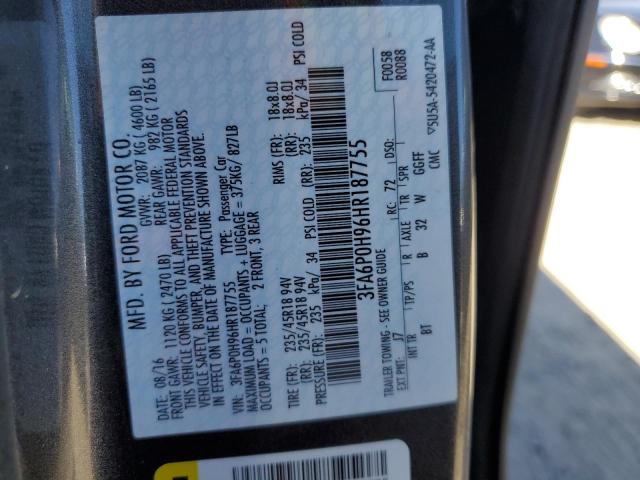 MFD. BY FORD MOTOR CO.
DATE: 08/16 GVWR: 2087 KG ( 4600 LB)
FRONT GAWR: 1120 KG ( 2470 LB) REAR GAWR: 982 KG ( 2165 LB)
THIS VEHICLE CONFORMS TO ALL APPLICABLE FEDERAL MOTOR
VEHICLE SAFETY, BUMPER, AND THEFT PREVENTION STANDARDS
IN EFFECT ON THE DATE OF MANUFACTURE SHOWN ABOVE.
VIN: 3FA6P0H96HR187755 TYPE: Passenger Car
MAXIMUM LOAD = OCCUPANTS + LUGGAGE = 375KG/ 827LB
OCCUPANTS = 5 TOTAL: 2 FRONT, 3 REAR
TIRE (FR): 235/45R18 94V RIMS (FR): 18x8.0J
(RR): 235/45R18 94V (RR): 18x8.0J
PRESSURE (FR): 235 kPa/ 34 PSI COLD (RR): 235 kPa/ 34 PSI COLD
3FA6P0H96HR187755
F0058
R0088
TRAILER TOWING - SEE OWNER GUIDE
EXT PNT: J7 RC: 72 DSO:
INT TR TP/PS R AXLE TR SPR
BT B 32 W GGFF
CMC 5U5A-5420472-AA